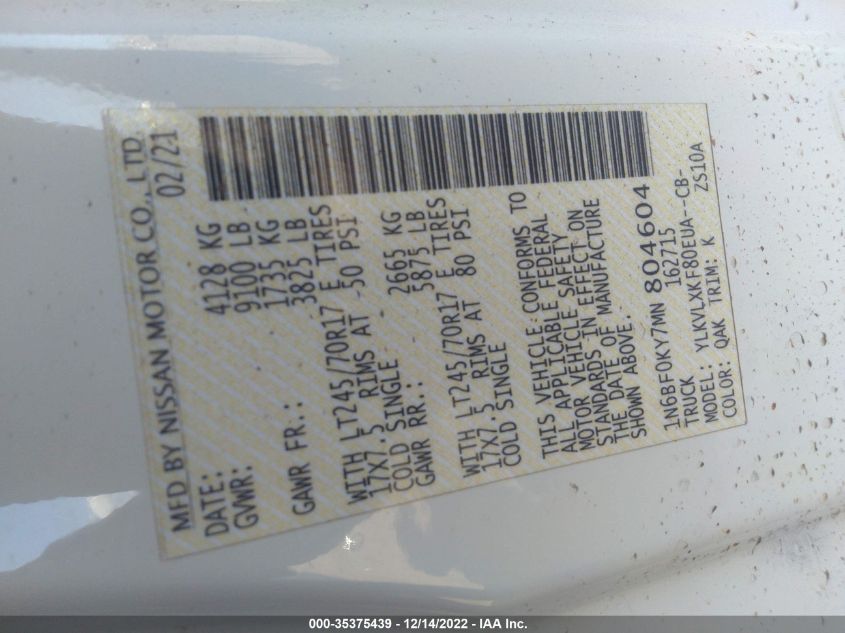 MFD BY NISSAN MOTOR CO., LTD.
DATE: 02/21
GVWR: 4128 KG
9100 LB
GAWR FR.: 1735 KG
3825 LB
WITH LT245/70R17 E TIRES
17X7.5 RIMS AT 50 PSI
COLD SINGLE
GAWR RR.: 2665 KG
5875 LB
WITH LT245/70R17 E TIRES
17X7.5 RIMS AT 80 PSI
COLD SINGLE
THIS VEHICLE CONFORMS TO
ALL APPLICABLE FEDERAL
MOTOR VEHICLE SAFETY
STANDARDS IN EFFECT ON
THE DATE OF MANUFACTURE
SHOWN ABOVE.
1N6BF0KY7MN 804604
TRUCK 162715
MODEL: YLKVLXKF80EUA--CB-
COLOR: QAK TRIM: K ZS10A
000-35375439 - 12/14/2022 - IAA Inc.